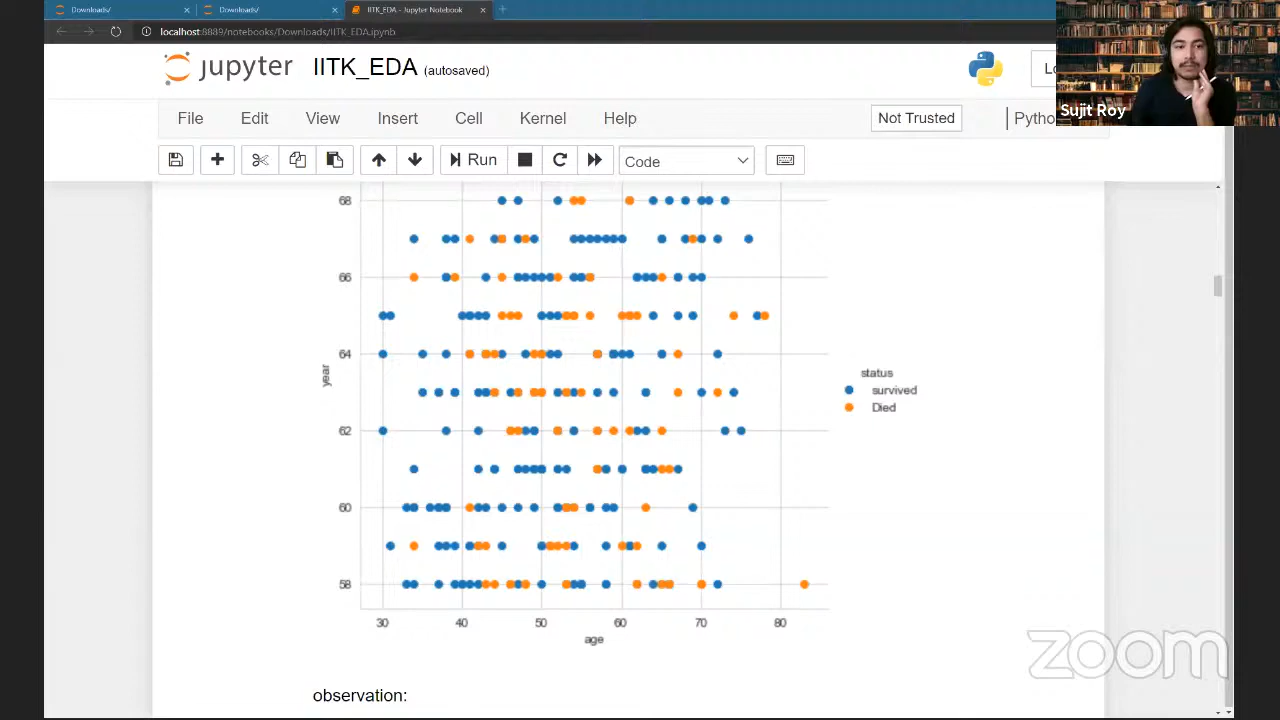 Downloads/
Downloads/
IITK_EDA - Jupyter Notebook
localhost:8889/notebooks/Downloads/IITK_EDA.ipynb
jupyter IITK_EDA (autosaved)
Sujit Roy
File Edit View Insert Cell Kernel Help
Not Trusted
Run
Code
68
66
64
62
60
58
year
30 40 50 60 70 80
age
status
survived
Died
zoom
observation: